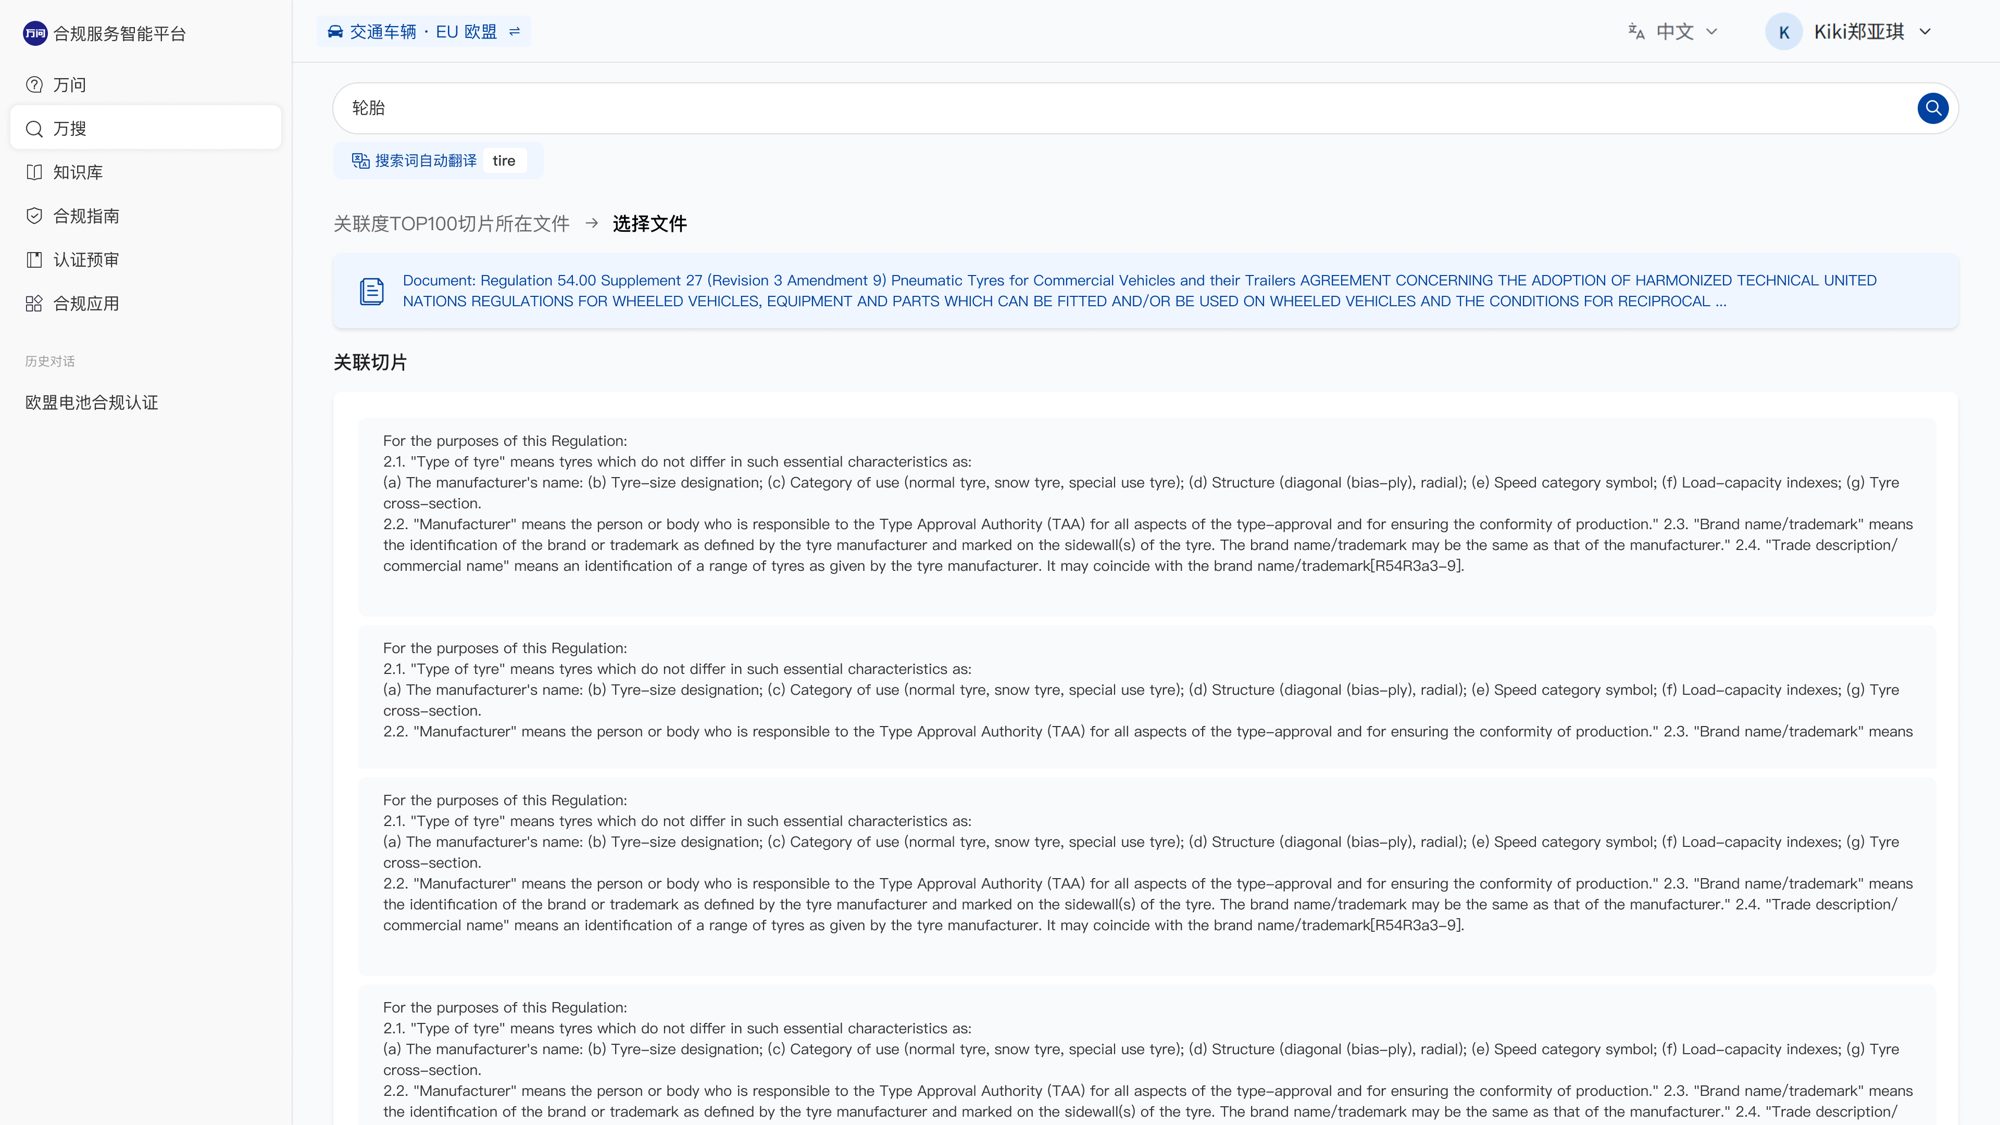 万问 合规服务智能平台
万问
万搜
知识库
合规指南
认证预审
合规应用
历史对话
欧盟电池合规认证
交通车辆 · EU 欧盟
中文
K Kiki郑亚琪
轮胎
搜索词自动翻译 tire
关联度TOP100切片所在文件 → 选择文件
Document: Regulation 54.00 Supplement 27 (Revision 3 Amendment 9) Pneumatic Tyres for Commercial Vehicles and their Trailers AGREEMENT CONCERNING THE ADOPTION OF HARMONIZED TECHNICAL UNITED
NATIONS REGULATIONS FOR WHEELED VEHICLES, EQUIPMENT AND PARTS WHICH CAN BE FITTED AND/OR BE USED ON WHEELED VEHICLES AND THE CONDITIONS FOR RECIPROCAL ...
关联切片
For the purposes of this Regulation:
2.1. "Type of tyre" means tyres which do not differ in such essential characteristics as:
(a) The manufacturer's name: (b) Tyre-size designation; (c) Category of use (normal tyre, snow tyre, special use tyre); (d) Structure (diagonal (bias-ply), radial); (e) Speed category symbol; (f) Load-capacity indexes; (g) Tyre
cross-section.
2.2. "Manufacturer" means the person or body who is responsible to the Type Approval Authority (TAA) for all aspects of the type-approval and for ensuring the conformity of production." 2.3. "Brand name/trademark" means
the identification of the brand or trademark as defined by the tyre manufacturer and marked on the sidewall(s) of the tyre. The brand name/trademark may be the same as that of the manufacturer." 2.4. "Trade description/
commercial name" means an identification of a range of tyres as given by the tyre manufacturer. It may coincide with the brand name/trademark[R54R3a3-9].
For the purposes of this Regulation:
2.1. "Type of tyre" means tyres which do not differ in such essential characteristics as:
(a) The manufacturer's name: (b) Tyre-size designation; (c) Category of use (normal tyre, snow tyre, special use tyre); (d) Structure (diagonal (bias-ply), radial); (e) Speed category symbol; (f) Load-capacity indexes; (g) Tyre
cross-section.
2.2. "Manufacturer" means the person or body who is responsible to the Type Approval Authority (TAA) for all aspects of the type-approval and for ensuring the conformity of production." 2.3. "Brand name/trademark" means
For the purposes of this Regulation:
2.1. "Type of tyre" means tyres which do not differ in such essential characteristics as:
(a) The manufacturer's name: (b) Tyre-size designation; (c) Category of use (normal tyre, snow tyre, special use tyre); (d) Structure (diagonal (bias-ply), radial); (e) Speed category symbol; (f) Load-capacity indexes; (g) Tyre
cross-section.
2.2. "Manufacturer" means the person or body who is responsible to the Type Approval Authority (TAA) for all aspects of the type-approval and for ensuring the conformity of production." 2.3. "Brand name/trademark" means
the identification of the brand or trademark as defined by the tyre manufacturer and marked on the sidewall(s) of the tyre. The brand name/trademark may be the same as that of the manufacturer." 2.4. "Trade description/
commercial name" means an identification of a range of tyres as given by the tyre manufacturer. It may coincide with the brand name/trademark[R54R3a3-9].
For the purposes of this Regulation:
2.1. "Type of tyre" means tyres which do not differ in such essential characteristics as:
(a) The manufacturer's name: (b) Tyre-size designation; (c) Category of use (normal tyre, snow tyre, special use tyre); (d) Structure (diagonal (bias-ply), radial); (e) Speed category symbol; (f) Load-capacity indexes; (g) Tyre
cross-section.
2.2. "Manufacturer" means the person or body who is responsible to the Type Approval Authority (TAA) for all aspects of the type-approval and for ensuring the conformity of production." 2.3. "Brand name/trademark" means
the identification of the brand or trademark as defined by the tyre manufacturer and marked on the sidewall(s) of the tyre. The brand name/trademark may be the same as that of the manufacturer." 2.4. "Trade description/